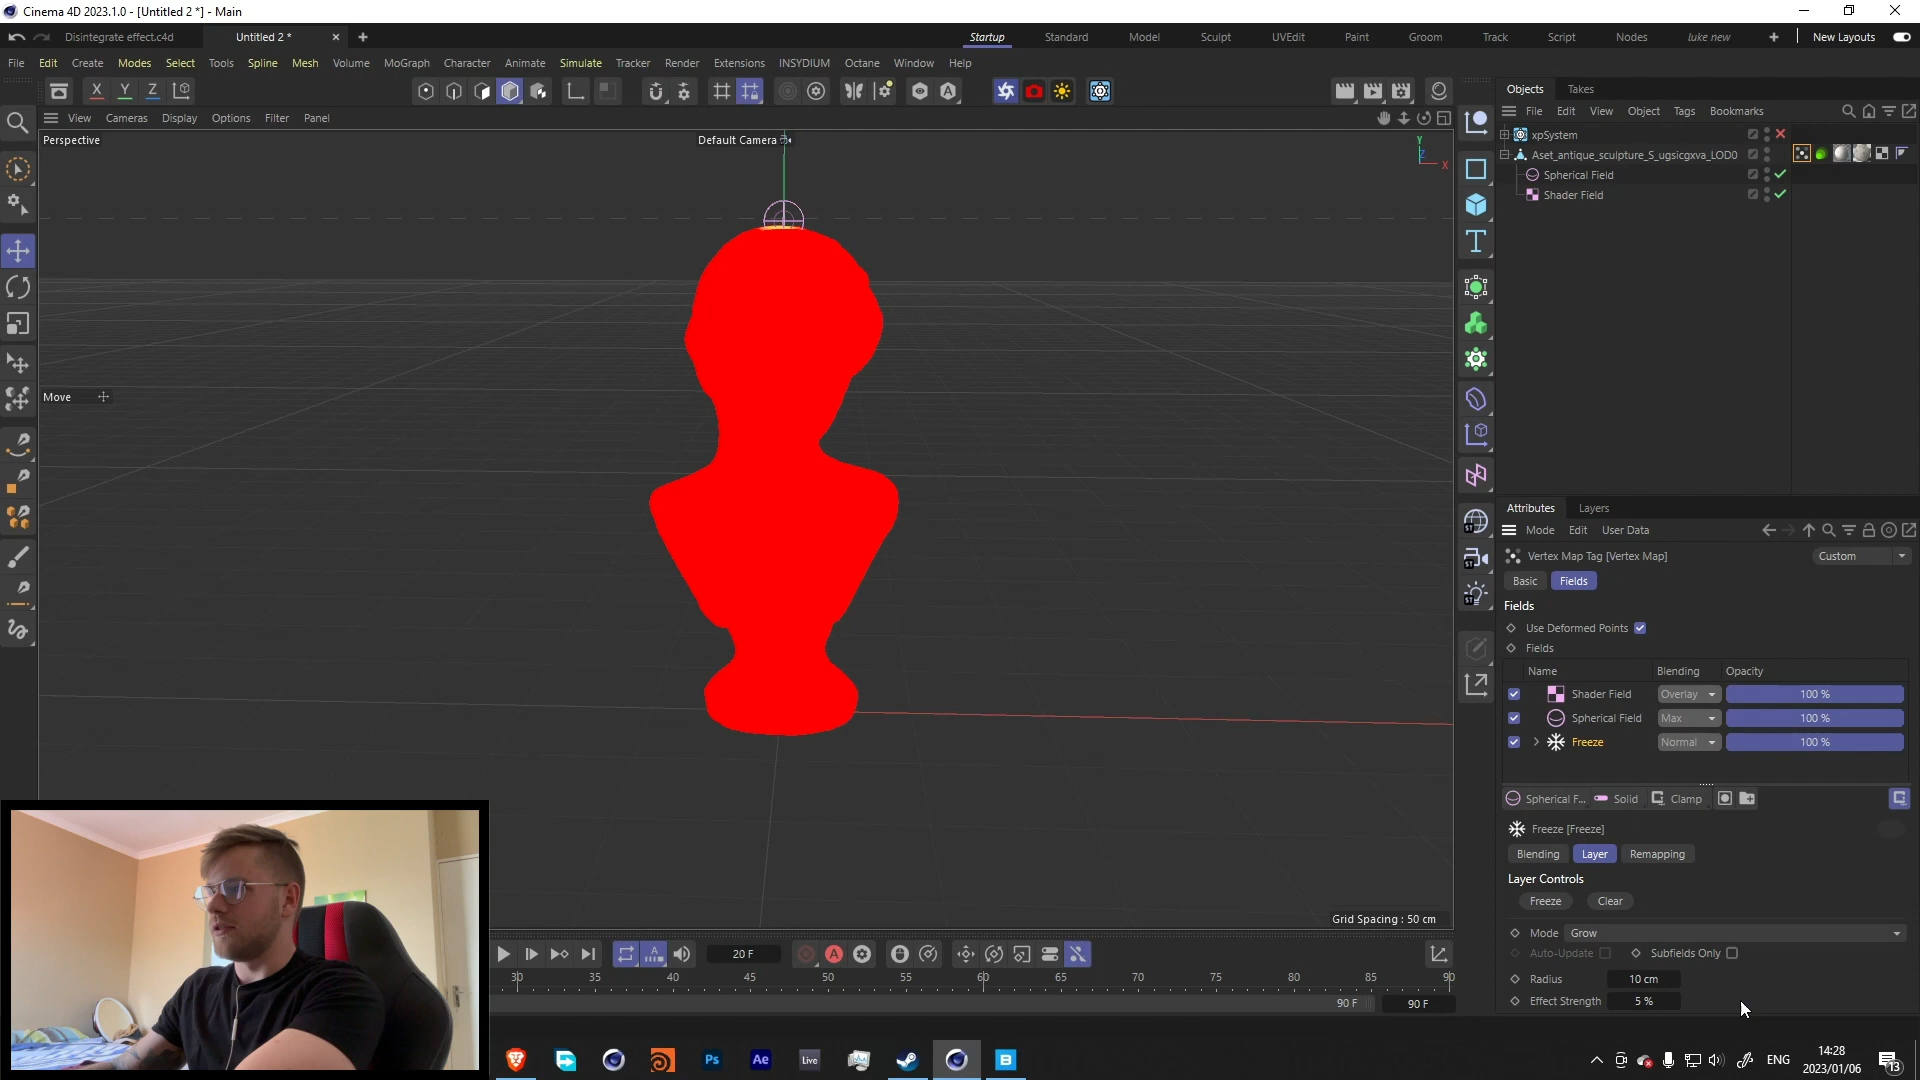 Cinema 4D 2023.1.0 - [Untitled 2 *] - Main
Disintegrate effect.c4d
Untitled 2 *
Startup
Standard
Model
Sculpt
UVEdit
Paint
Groom
Track
Script
Nodes
luke new
New Layouts
File Edit Create Modes Select Tools Spline Mesh Volume MoGraph Character Animate Simulate Tracker Render Extensions INSYDIUM Octane Window Help
X Y Z
Objects
Takes
View Cameras Display Options Filter Panel
File Edit View Object Tags Bookmarks
Perspective
Default Camera
Y
Z
X
xpSystem
Aset_antique_sculpture_S_ugsicgxva_LOD0
Spherical Field
Shader Field
Move
Attributes
Layers
Mode Edit User Data
Vertex Map Tag [Vertex Map]
Custom
Basic
Fields
Fields
Use Deformed Points
Fields
Name
Blending
Opacity
Shader Field
Overlay
100 %
Spherical Field
Max
100 %
Freeze
Normal
100 %
Spherical F...
Solid
Clamp
Freeze [Freeze]
Blending
Layer
Remapping
Layer Controls
Freeze
Clear
Mode
Grow
Auto-Update
Subfields Only
Radius
10 cm
Effect Strength
5 %
Grid Spacing : 50 cm
20 F
30 35 40 45 50 55 60 65 70 75 80 85 90
90 F
90 F
Ps
Ae
Live
B
ENG
14:28
2023/01/06
13